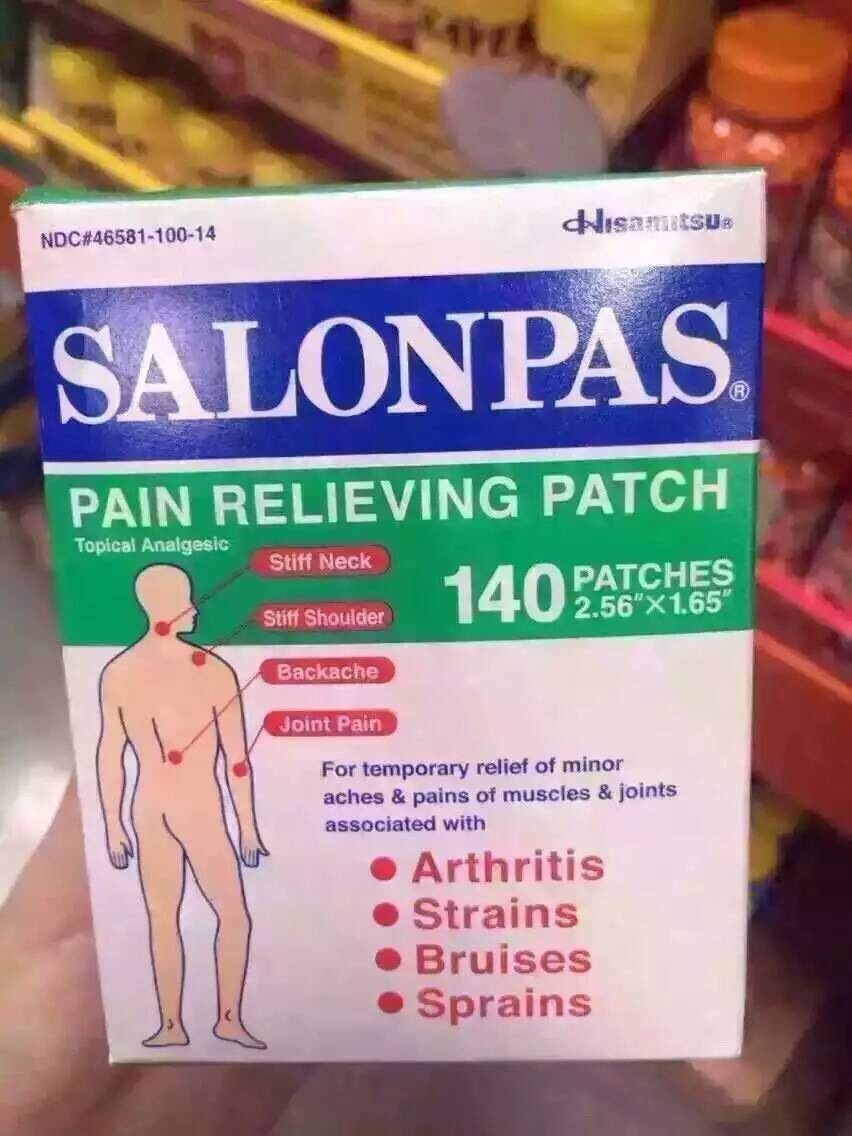 NDC#46581-100-14
Hisamitsu®
SALONPAS®
PAIN RELIEVING PATCH
Topical Analgesic
Stiff Neck
140 PATCHES
2.56"×1.65"
Stiff Shoulder
Backache
Joint Pain
For temporary relief of minor
aches & pains of muscles & joints
associated with
● Arthritis
● Strains
● Bruises
● Sprains